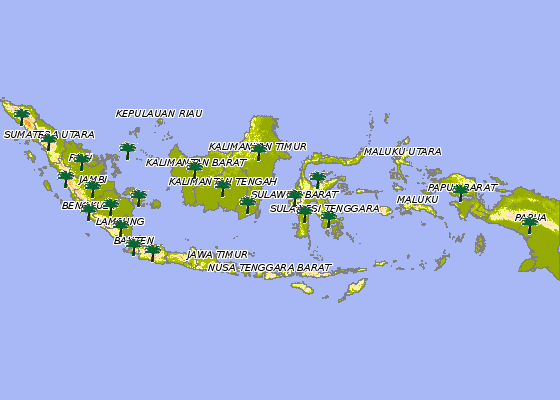 KEPULAUAN RIAU
SUMATERA UTARA
KALIMANTAN TIMUR
MALUKU UTARA
KALIMANTAN BARAT
JAMBI
KALIMANTAN TENGAH
PAPUA BARAT
SULAWESI BARAT
MALUKU
BENGKULU
SULAWESI TENGGARA
LAMPUNG
PAPUA
BANTEN
JAWA TIMUR
NUSA TENGGARA BARAT